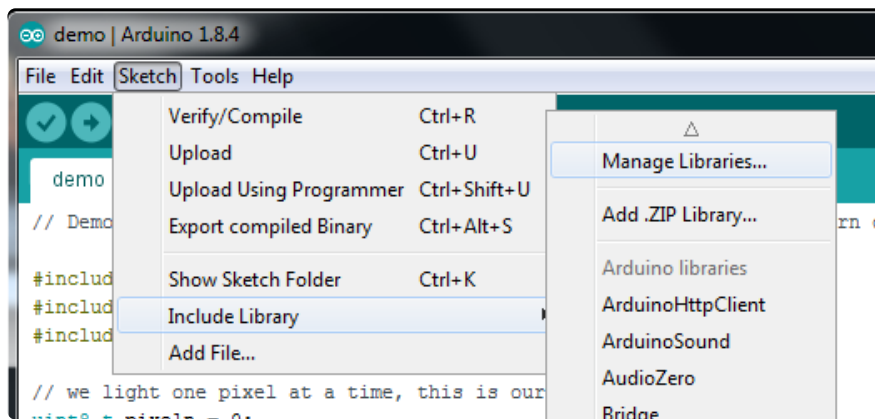 demo | Arduino 1.8.4
File Edit Sketch Tools Help
Verify/Compile Ctrl+R
Upload Ctrl+U
Upload Using Programmer Ctrl+Shift+U
Export compiled Binary Ctrl+Alt+S
Show Sketch Folder Ctrl+K
Include Library
Add File...
Manage Libraries...
Add .ZIP Library...
Arduino libraries
ArduinoHttpClient
ArduinoSound
AudioZero
Bridge
demo
// Demo
#includ
#includ
#includ
// we light one pixel at a time, this is our
uint8_t pixeln = 0;